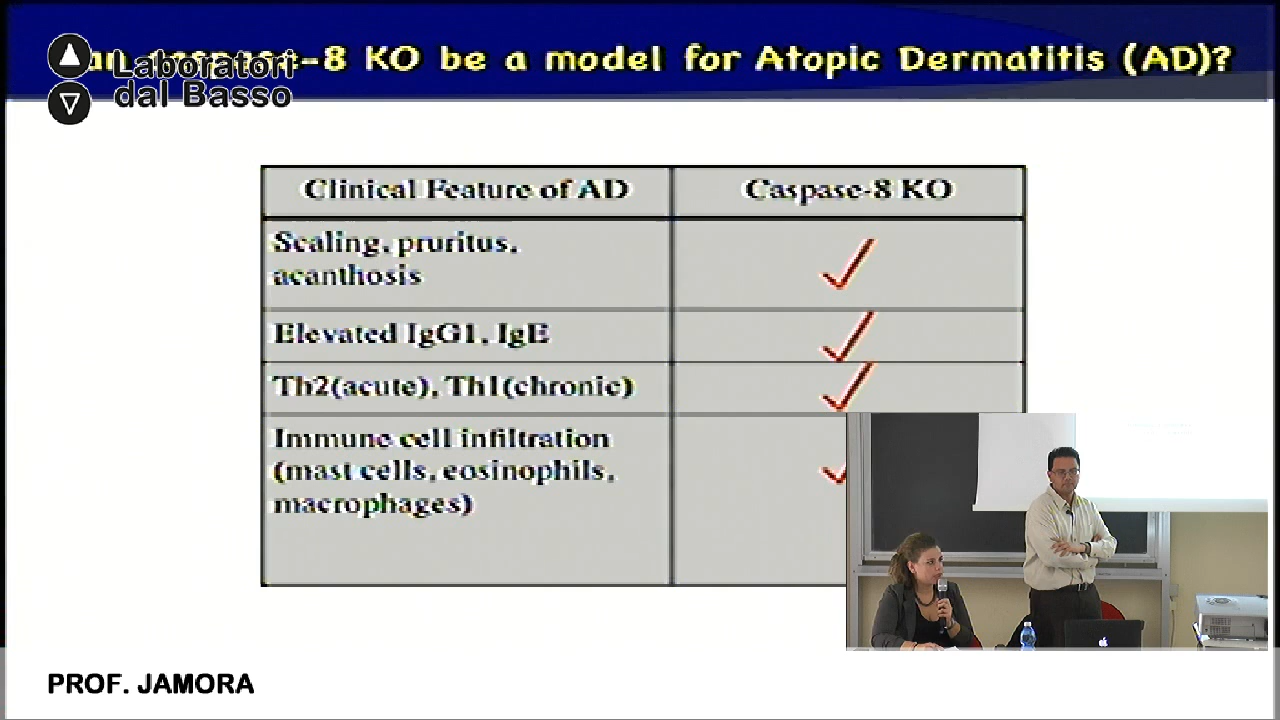 Laboratori
dal Basso
-8 KO be a model for Atopic Dermatitis (AD)?
Clinical Feature of AD
Caspase-8 KO
Scaling, pruritus,
acanthosis
Elevated IgG1, IgE
Th2(acute), Th1(chronic)
Immune cell infiltration
(mast cells, eosinophils,
macrophages)
PROF. JAMORA